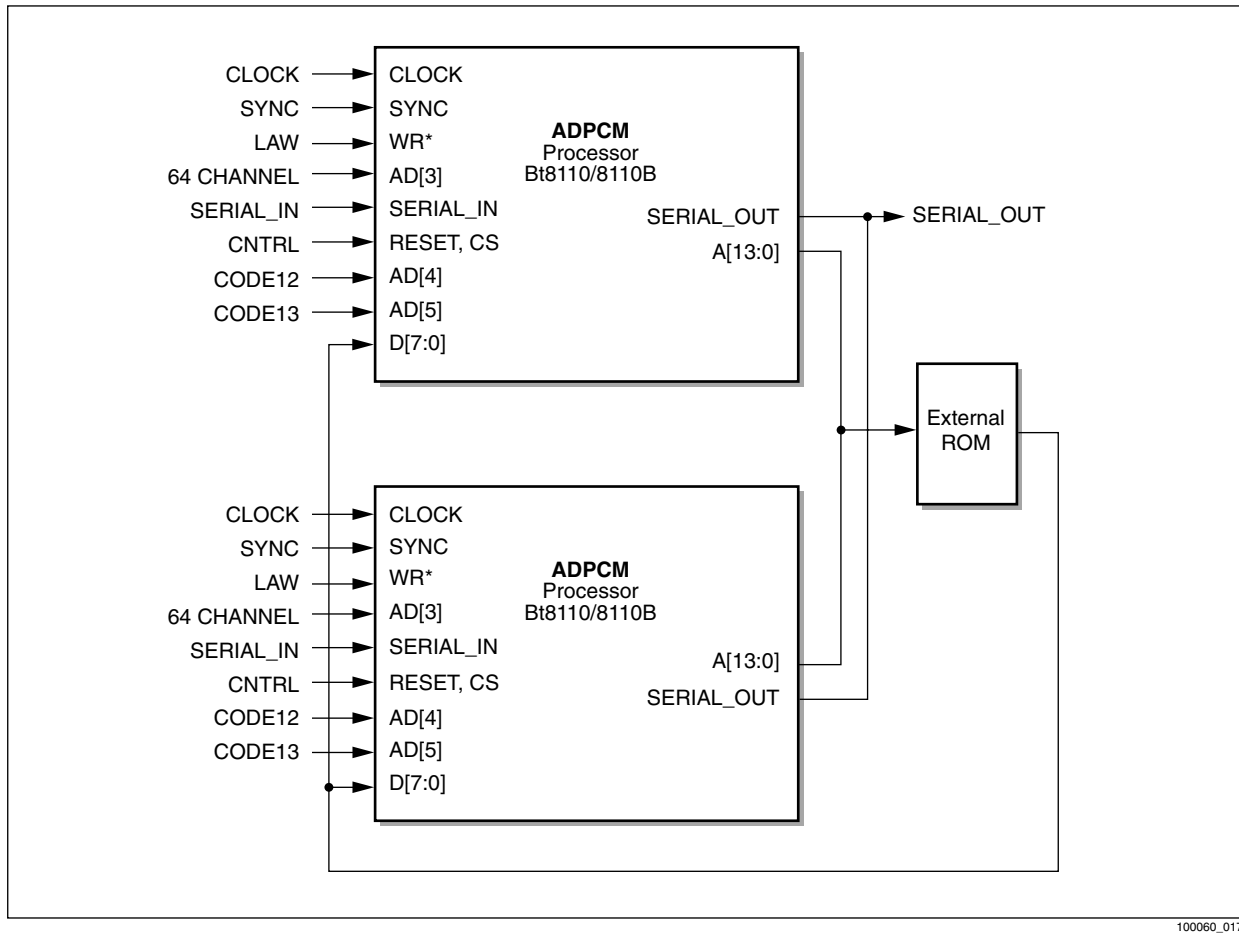 CLOCK
SYNC
LAW
64 CHANNEL
SERIAL_IN
CNTRL
CODE12
CODE13
CLOCK
SYNC
WR*
AD[3]
SERIAL_IN
RESET, CS
AD[4]
AD[5]
D[7:0]
ADPCM
Processor
Bt8110/8110B
SERIAL_OUT
A[13:0]
SERIAL_OUT
External
ROM
CLOCK
SYNC
LAW
64 CHANNEL
SERIAL_IN
CNTRL
CODE12
CODE13
CLOCK
SYNC
WR*
AD[3]
SERIAL_IN
RESET, CS
AD[4]
AD[5]
D[7:0]
ADPCM
Processor
Bt8110/8110B
A[13:0]
SERIAL_OUT
100060_017